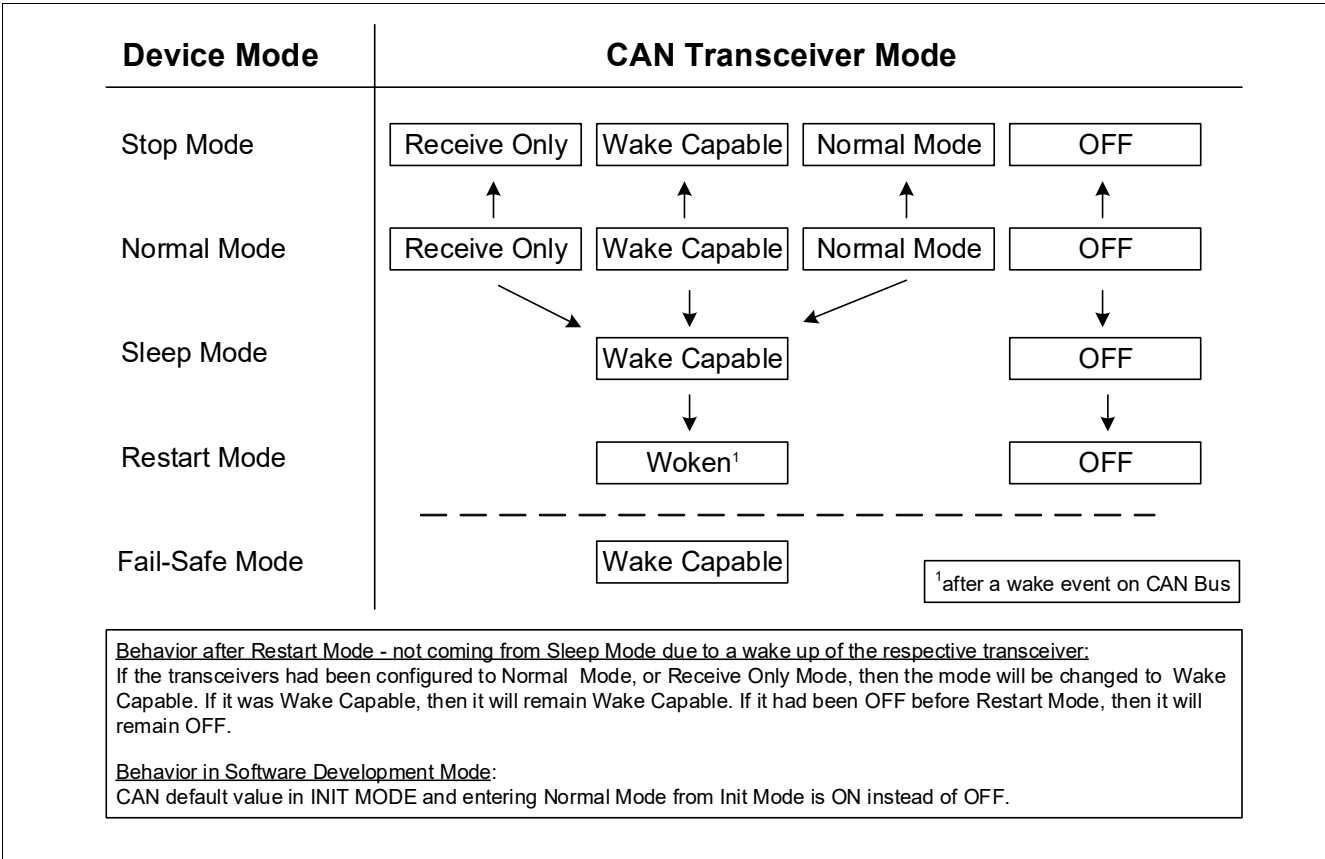 Device Mode CAN Transceiver Mode
Stop Mode Receive Only Wake Capable Normal Mode OFF
Normal Mode Receive Only Wake Capable Normal Mode OFF
Sleep Mode Wake Capable OFF
Restart Mode Woken¹ OFF
Fail-Safe Mode Wake Capable
¹after a wake event on CAN Bus
Behavior after Restart Mode - not coming from Sleep Mode due to a wake up of the respective transceiver:
If the transceivers had been configured to Normal Mode, or Receive Only Mode, then the mode will be changed to Wake
Capable. If it was Wake Capable, then it will remain Wake Capable. If it had been OFF before Restart Mode, then it will
remain OFF.
Behavior in Software Development Mode:
CAN default value in INIT MODE and entering Normal Mode from Init Mode is ON instead of OFF.